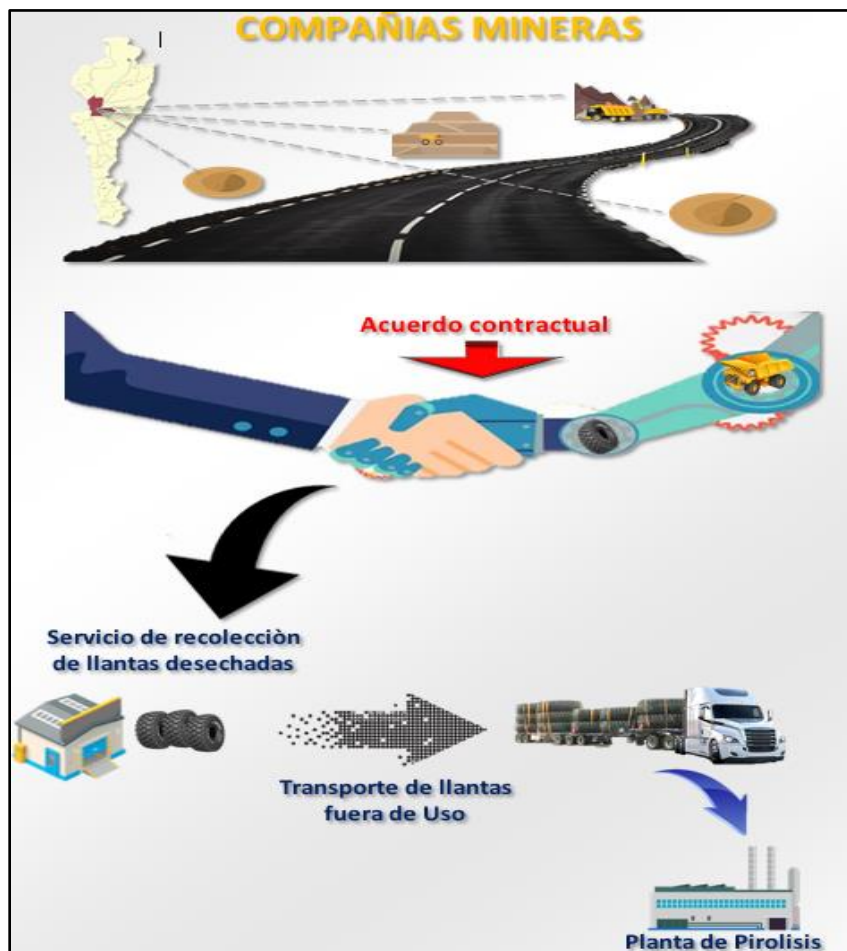 COMPAÑIAS MINERAS
Acuerdo contractual
Servicio de recolecciòn
de llantas desechadas
Transporte de llantas
fuera de Uso
Planta de Pirolisis